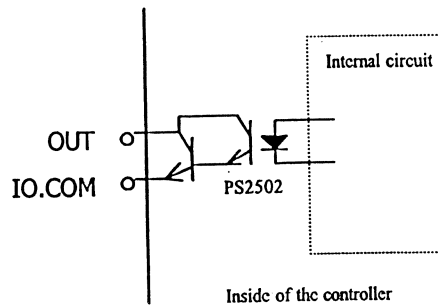 Internal circuit
OUT
IO.COM
PS2502
Inside of the controller